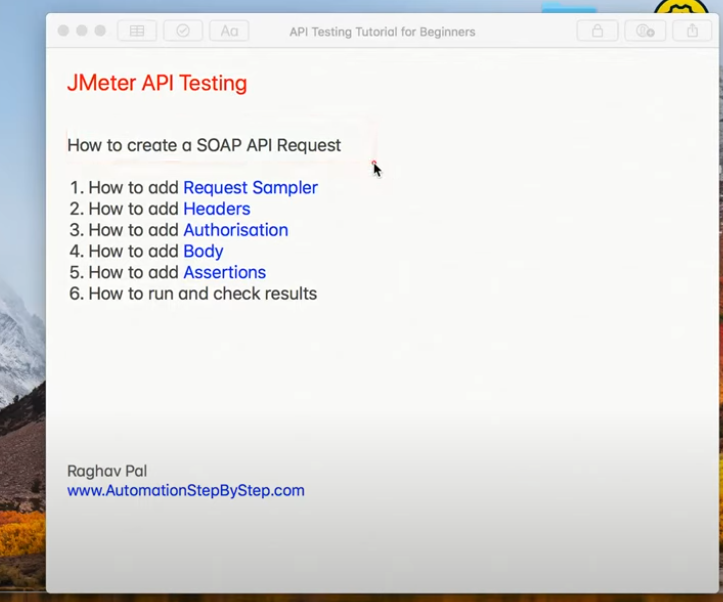 Aa
API Testing Tutorial for Beginners
JMeter API Testing
How to create a SOAP API Request
1. How to add Request Sampler
2. How to add Headers
3. How to add Authorisation
4. How to add Body
5. How to add Assertions
6. How to run and check results
Raghav Pal
www.AutomationStepByStep.com